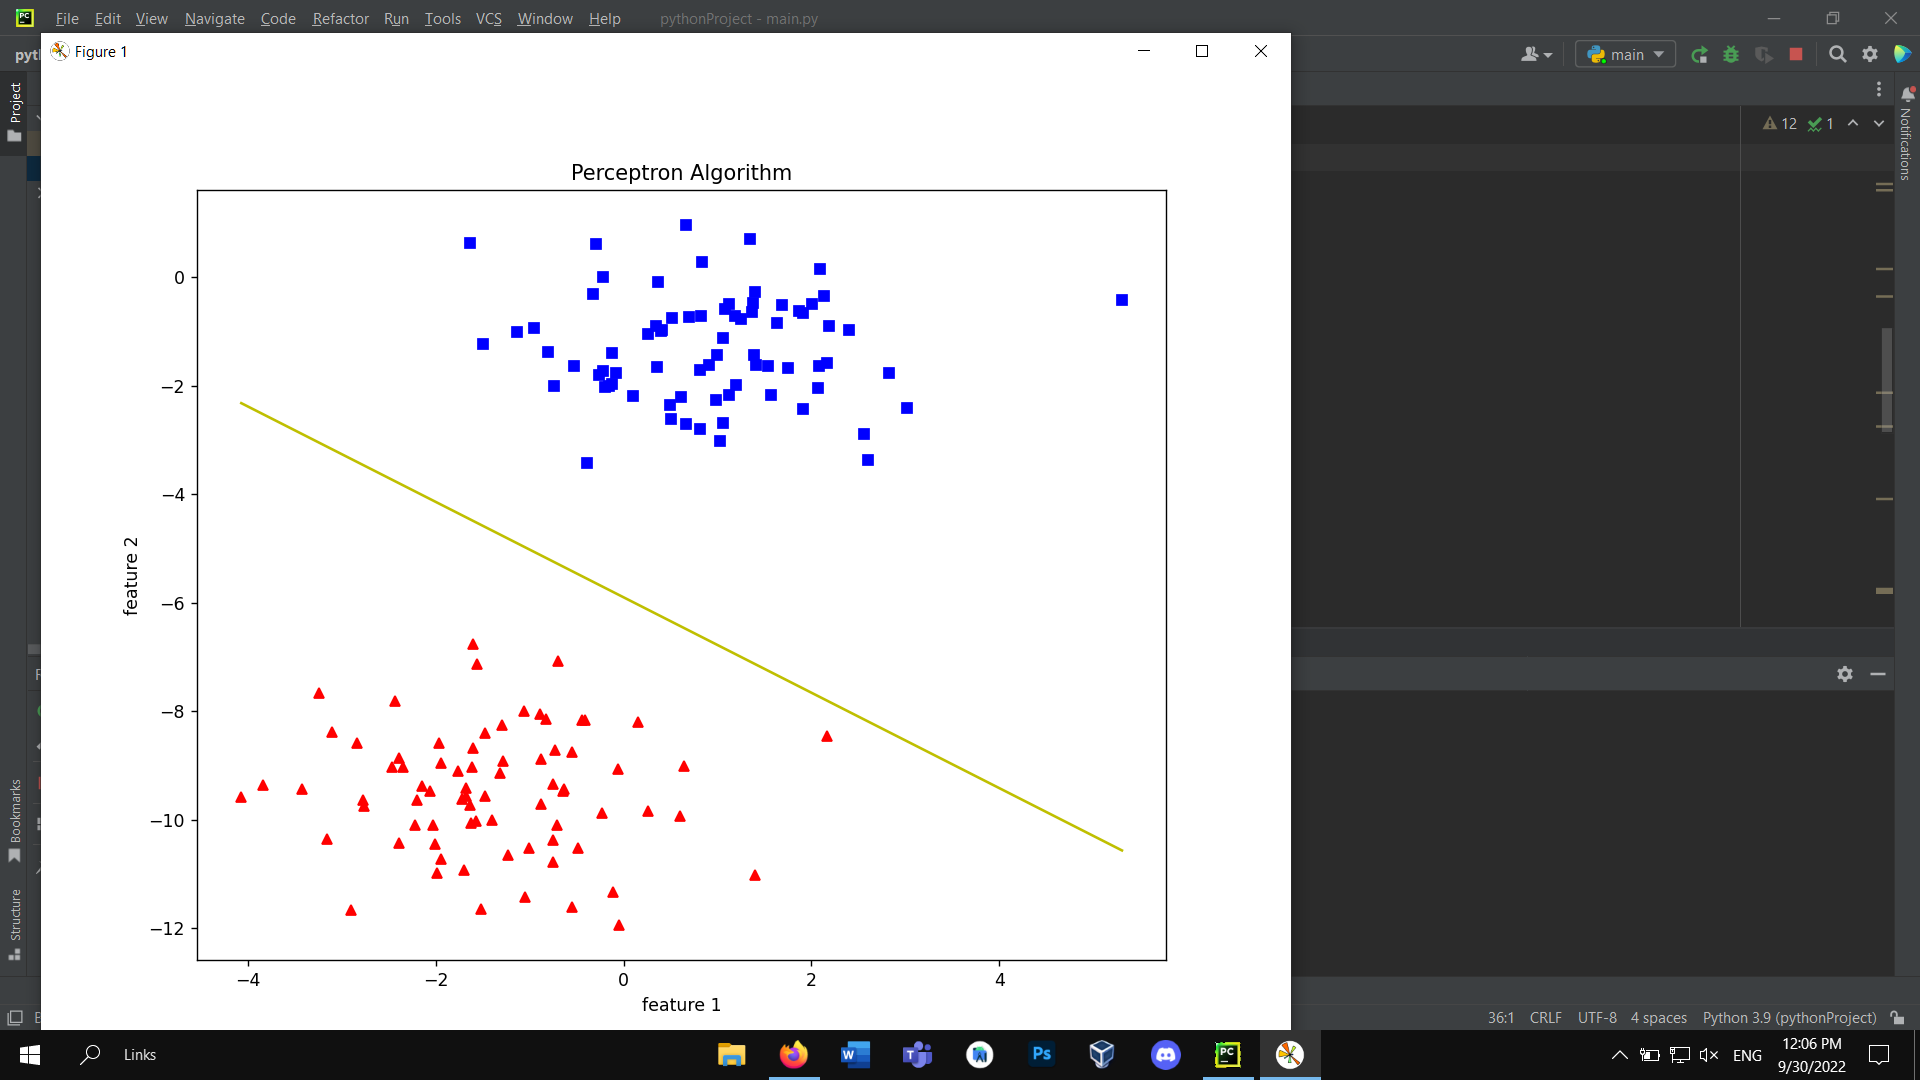 PC File Edit View Navigate Code Refactor Run Tools VCS Window Help pythonProject - main.py
main
Figure 1
Project
Notifications
12 1
Perceptron Algorithm
0
−2
−4
−6
−8
−10
−12
feature 2
−4 −2 0 2 4
feature 1
Bookmarks
Structure
36:1 CRLF UTF-8 4 spaces Python 3.9 (pythonProject)
Links
W
T
Ps
PC
ENG
12:06 PM
9/30/2022